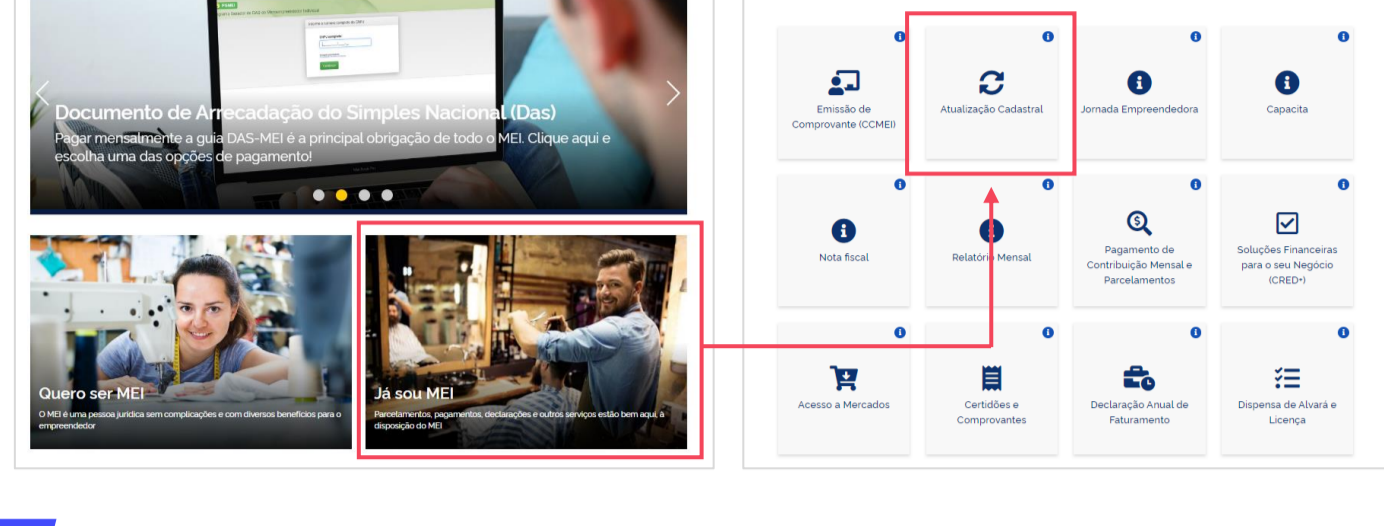 Documento de Arrecadação do Simples Nacional (Das)
Pagar mensalmente a guia DAS-MEI é a principal obrigação de todo o MEI. Clique aqui e
escolha uma das opções de pagamento!
Quero ser MEI
O MEI é uma pessoa jurídica sem complicações e com diversos benefícios para o
empreendedor
Já sou MEI
Parcelamentos, pagamentos, declarações e outros serviços estão bem aqui, à
disposição do MEI
Emissão de
Comprovante (CCMEI)
Atualização Cadastral
Jornada Empreendedora
Capacita
Nota fiscal
Relatório Mensal
Pagamento de
Contribuição Mensal e
Parcelamentos
Soluções Financeiras
para o seu Negócio
(CRED+)
Acesso a Mercados
Certidões e
Comprovantes
Declaração Anual de
Faturamento
Dispensa de Alvará e
Licença